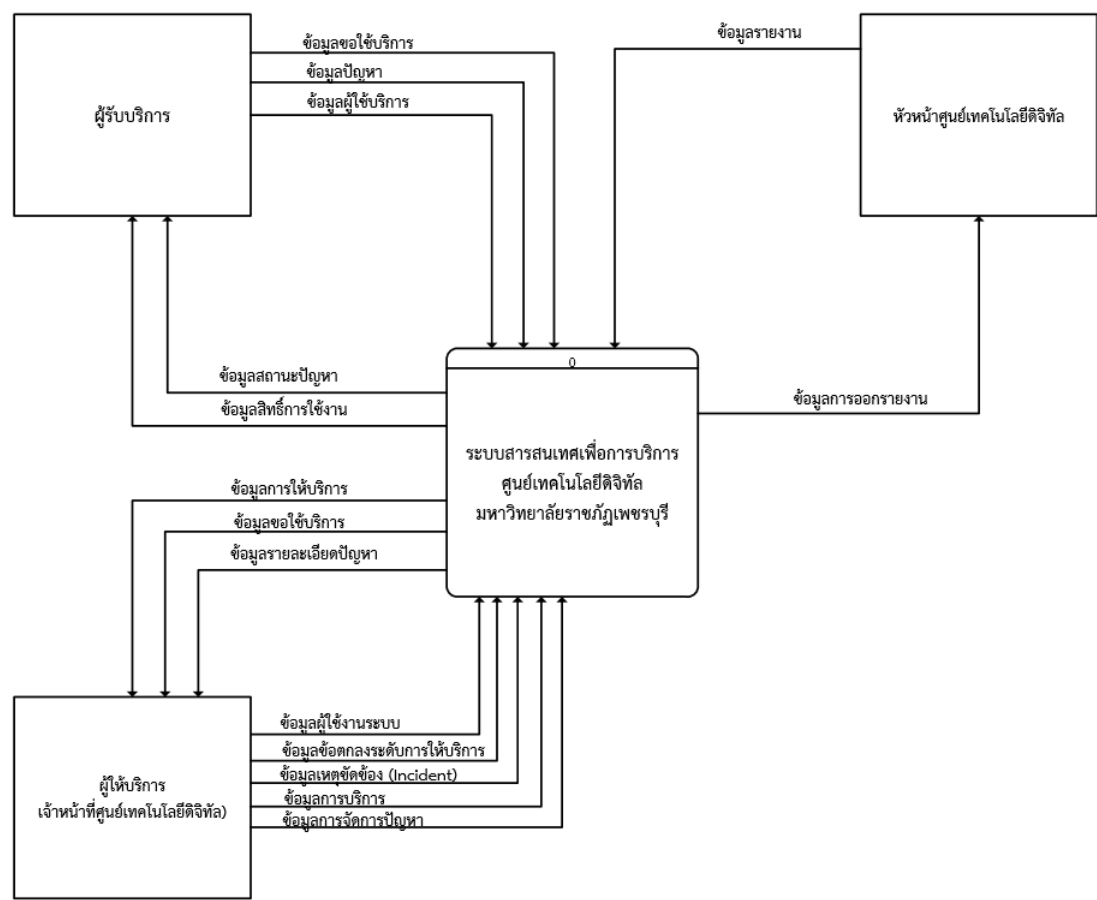 ข้อมูลขอใช้บริการ
ข้อมูลปัญหา
ข้อมูลผู้ใช้บริการ
ผู้รับบริการ
ข้อมูลรายงาน
หัวหน้าศูนย์เทคโนโลยีดิจิทัล
ข้อมูลสถานะปัญหา
ข้อมูลสิทธิ์การใช้งาน
0
ระบบสารสนเทศเพื่อการบริการ
ศูนย์เทคโนโลยีดิจิทัล
มหาวิทยาลัยราชภัฏเพชรบุรี
ข้อมูลการออกรายงาน
ข้อมูลการให้บริการ
ข้อมูลขอใช้บริการ
ข้อมูลรายละเอียดปัญหา
ผู้ให้บริการ
เจ้าหน้าที่ศูนย์เทคโนโลยีดิจิทัล)
ข้อมูลผู้ใช้งานระบบ
ข้อมูลข้อตกลงระดับการให้บริการ
ข้อมูลเหตุขัดข้อง (Incident)
ข้อมูลการบริการ
ข้อมูลการจัดการปัญหา